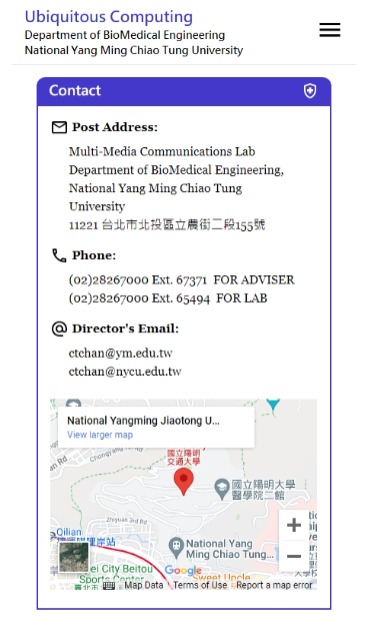 Ubiquitous Computing
Department of BioMedical Engineering
National Yang Ming Chiao Tung University
Contact
Post Address:
Multi-Media Communications Lab
Department of BioMedical Engineering,
National Yang Ming Chiao Tung
University
11221 台北市北投區立農街二段155號
Phone:
(02)28267000 Ext. 67371 FOR ADVISER
(02)28267000 Ext. 65494 FOR LAB
Director's Email:
ctchan@ym.edu.tw
ctchan@nycu.edu.tw
National Yangming Jiaotong U...
View larger map
國立陽明
交通大學
國立陽明大學
醫學院二館
Zhiyuan 3rd Rd
Qilian
National Yang
Ming Chiao Tung...
ei City Beitou
Sports Center
Google
Sweet Uncle
Map Data
Terms of Use
Report a map error